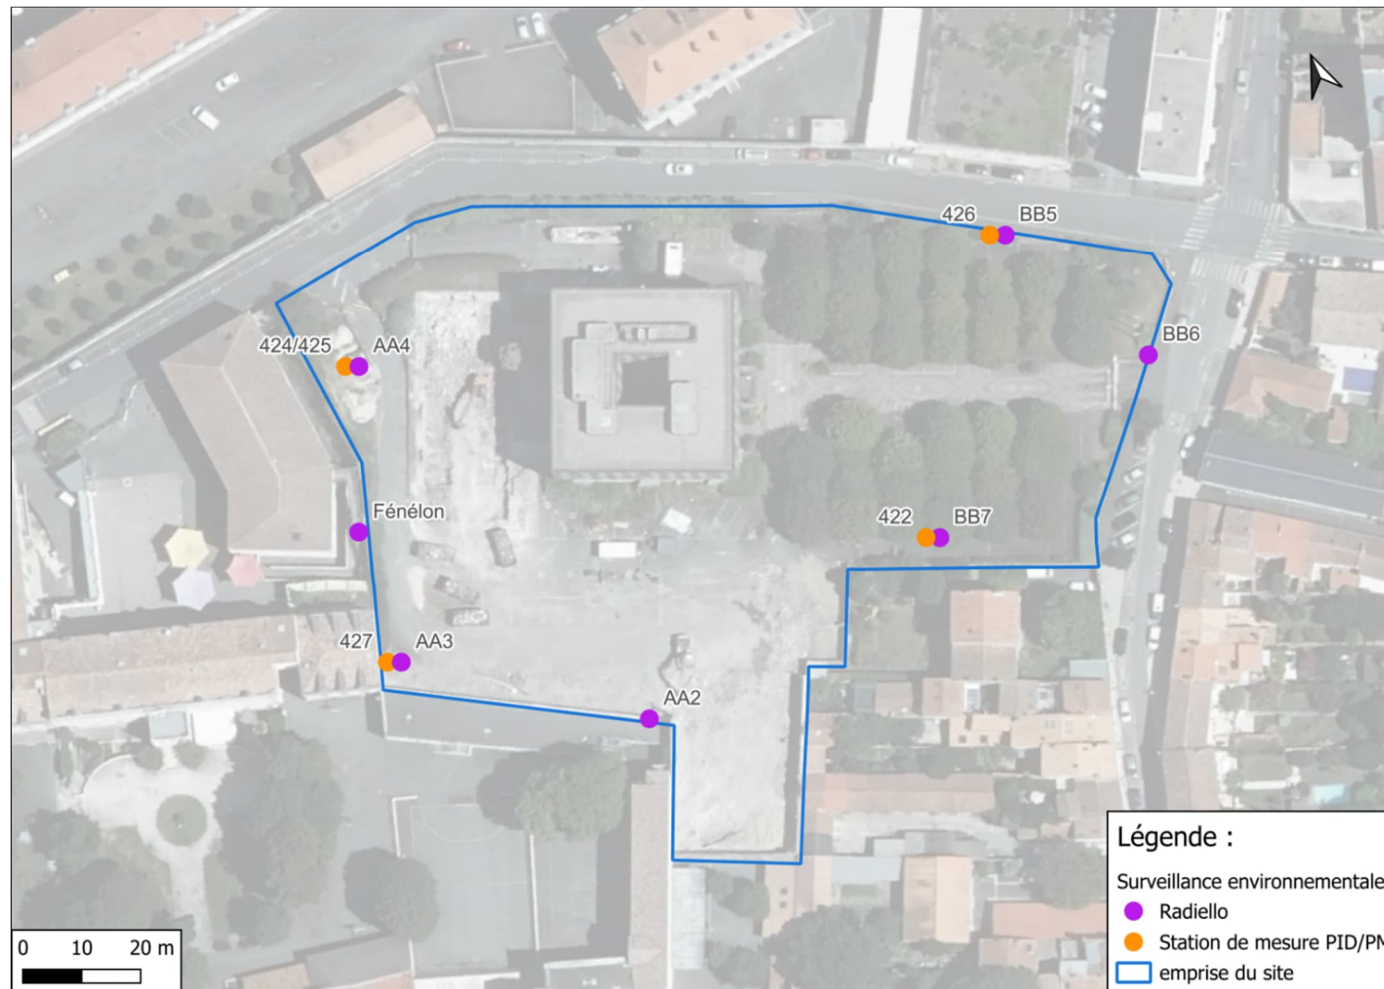 426 BB5
BB6
424/425 AA4
Fénélon
422 BB7
427 AA3
AA2
Légende :
Surveillance environnementale
Radiello
Station de mesure PID/PM
emprise du site
0 10 20 m